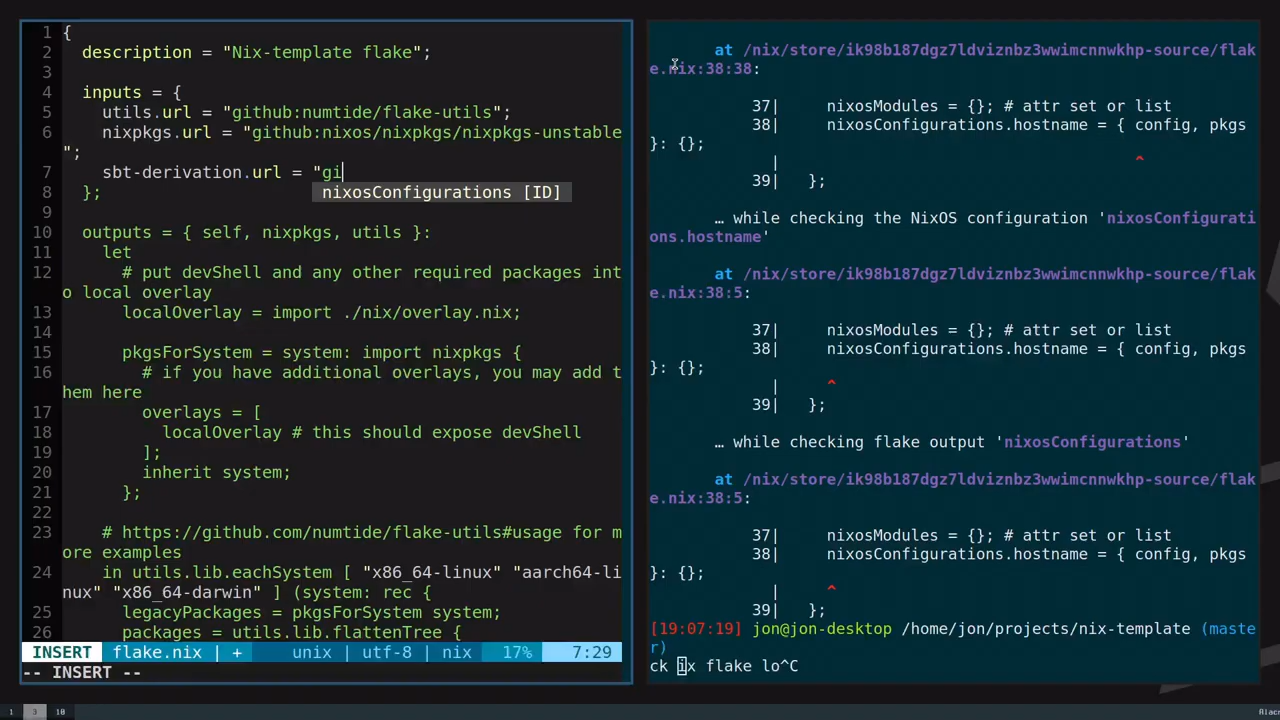 1 {
2   description = "Nix-template flake";
3
4   inputs = {
5     utils.url = "github:numtide/flake-utils";
6     nixpkgs.url = "github:nixos/nixpkgs/nixpkgs-unstable
";
7     sbt-derivation.url = "gi
8   };
nixosConfigurations [ID]
9
10   outputs = { self, nixpkgs, utils }:
11     let
12       # put devShell and any other required packages int
o local overlay
13       localOverlay = import ./nix/overlay.nix;
14
15       pkgsForSystem = system: import nixpkgs {
16         # if you have additional overlays, you may add t
hem here
17         overlays = [
18           localOverlay # this should expose devShell
19         ];
20         inherit system;
21       };
22
23     # https://github.com/numtide/flake-utils#usage for m
ore examples
24     in utils.lib.eachSystem [ "x86_64-linux" "aarch64-li
nux" "x86_64-darwin" ] (system: rec {
25       legacyPackages = pkgsForSystem system;
26       packages = utils.lib.flattenTree {
INSERT flake.nix | + unix | utf-8 | nix 17% 7:29
-- INSERT --
at /nix/store/ik98b187dgz7ldviznbz3wwimcnnwkhp-source/flak
e.nix:38:38:
37|     nixosModules = {}; # attr set or list
38|     nixosConfigurations.hostname = { config, pkgs
}: {};
|                                       ^
39|   };
… while checking the NixOS configuration 'nixosConfigurati
ons.hostname'
at /nix/store/ik98b187dgz7ldviznbz3wwimcnnwkhp-source/flak
e.nix:38:5:
37|     nixosModules = {}; # attr set or list
38|     nixosConfigurations.hostname = { config, pkgs
}: {};
|     ^
39|   };
… while checking flake output 'nixosConfigurations'
at /nix/store/ik98b187dgz7ldviznbz3wwimcnnwkhp-source/flak
e.nix:38:5:
37|     nixosModules = {}; # attr set or list
38|     nixosConfigurations.hostname = { config, pkgs
}: {};
|     ^
39|   };
[19:07:19] jon@jon-desktop /home/jon/projects/nix-template (maste
r)
ck ix flake lo^C
1 3 10
Alacr